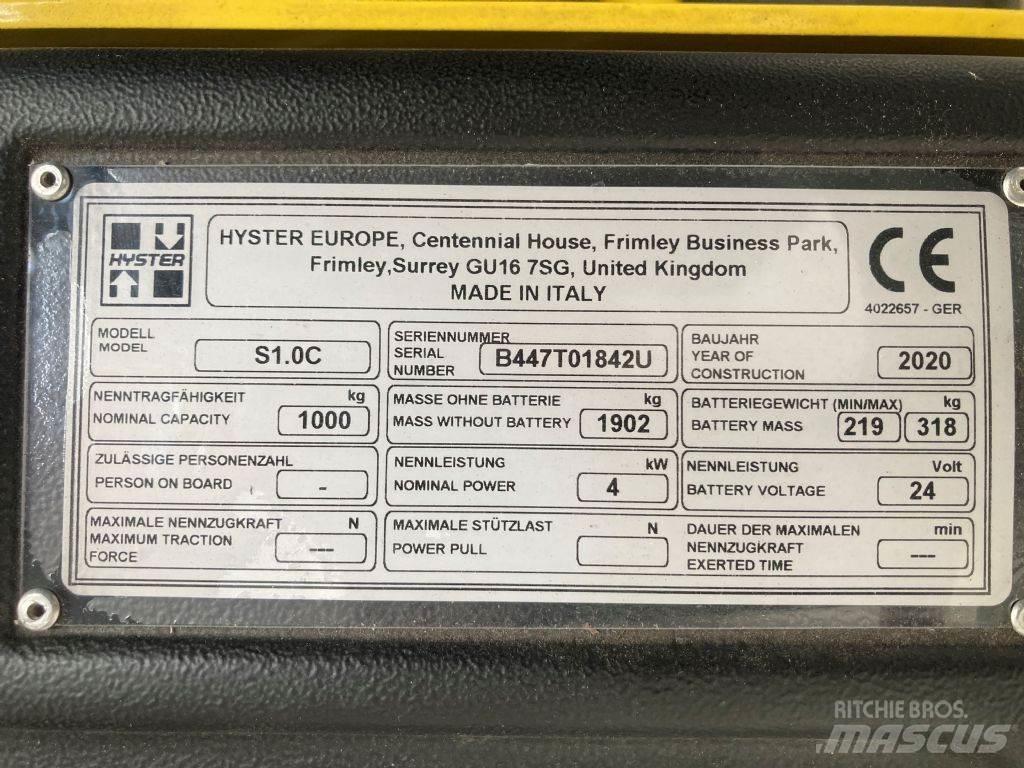 HYSTER
HYSTER EUROPE, Centennial House, Frimley Business Park,
Frimley,Surrey GU16 7SG, United Kingdom
MADE IN ITALY
CE
4022657 - GER
MODELL
MODEL
S1.0C
SERIENNUMMER
SERIAL
NUMBER
B447T01842U
BAUJAHR
YEAR OF
CONSTRUCTION
2020
NENNTRAGFÄHIGKEIT kg
NOMINAL CAPACITY 1000
MASSE OHNE BATTERIE kg
MASS WITHOUT BATTERY 1902
BATTERIEGEWICHT (MIN/MAX) kg
BATTERY MASS 219 318
ZULÄSSIGE PERSONENZAHL
PERSON ON BOARD -
NENNLEISTUNG kW
NOMINAL POWER 4
NENNLEISTUNG Volt
BATTERY VOLTAGE 24
MAXIMALE NENNZUGKRAFT N
MAXIMUM TRACTION
FORCE
---
MAXIMALE STÜTZLAST N
POWER PULL
DAUER DER MAXIMALEN min
NENNZUGKRAFT
EXERTED TIME
---
RITCHIE BROS.
MASCUS